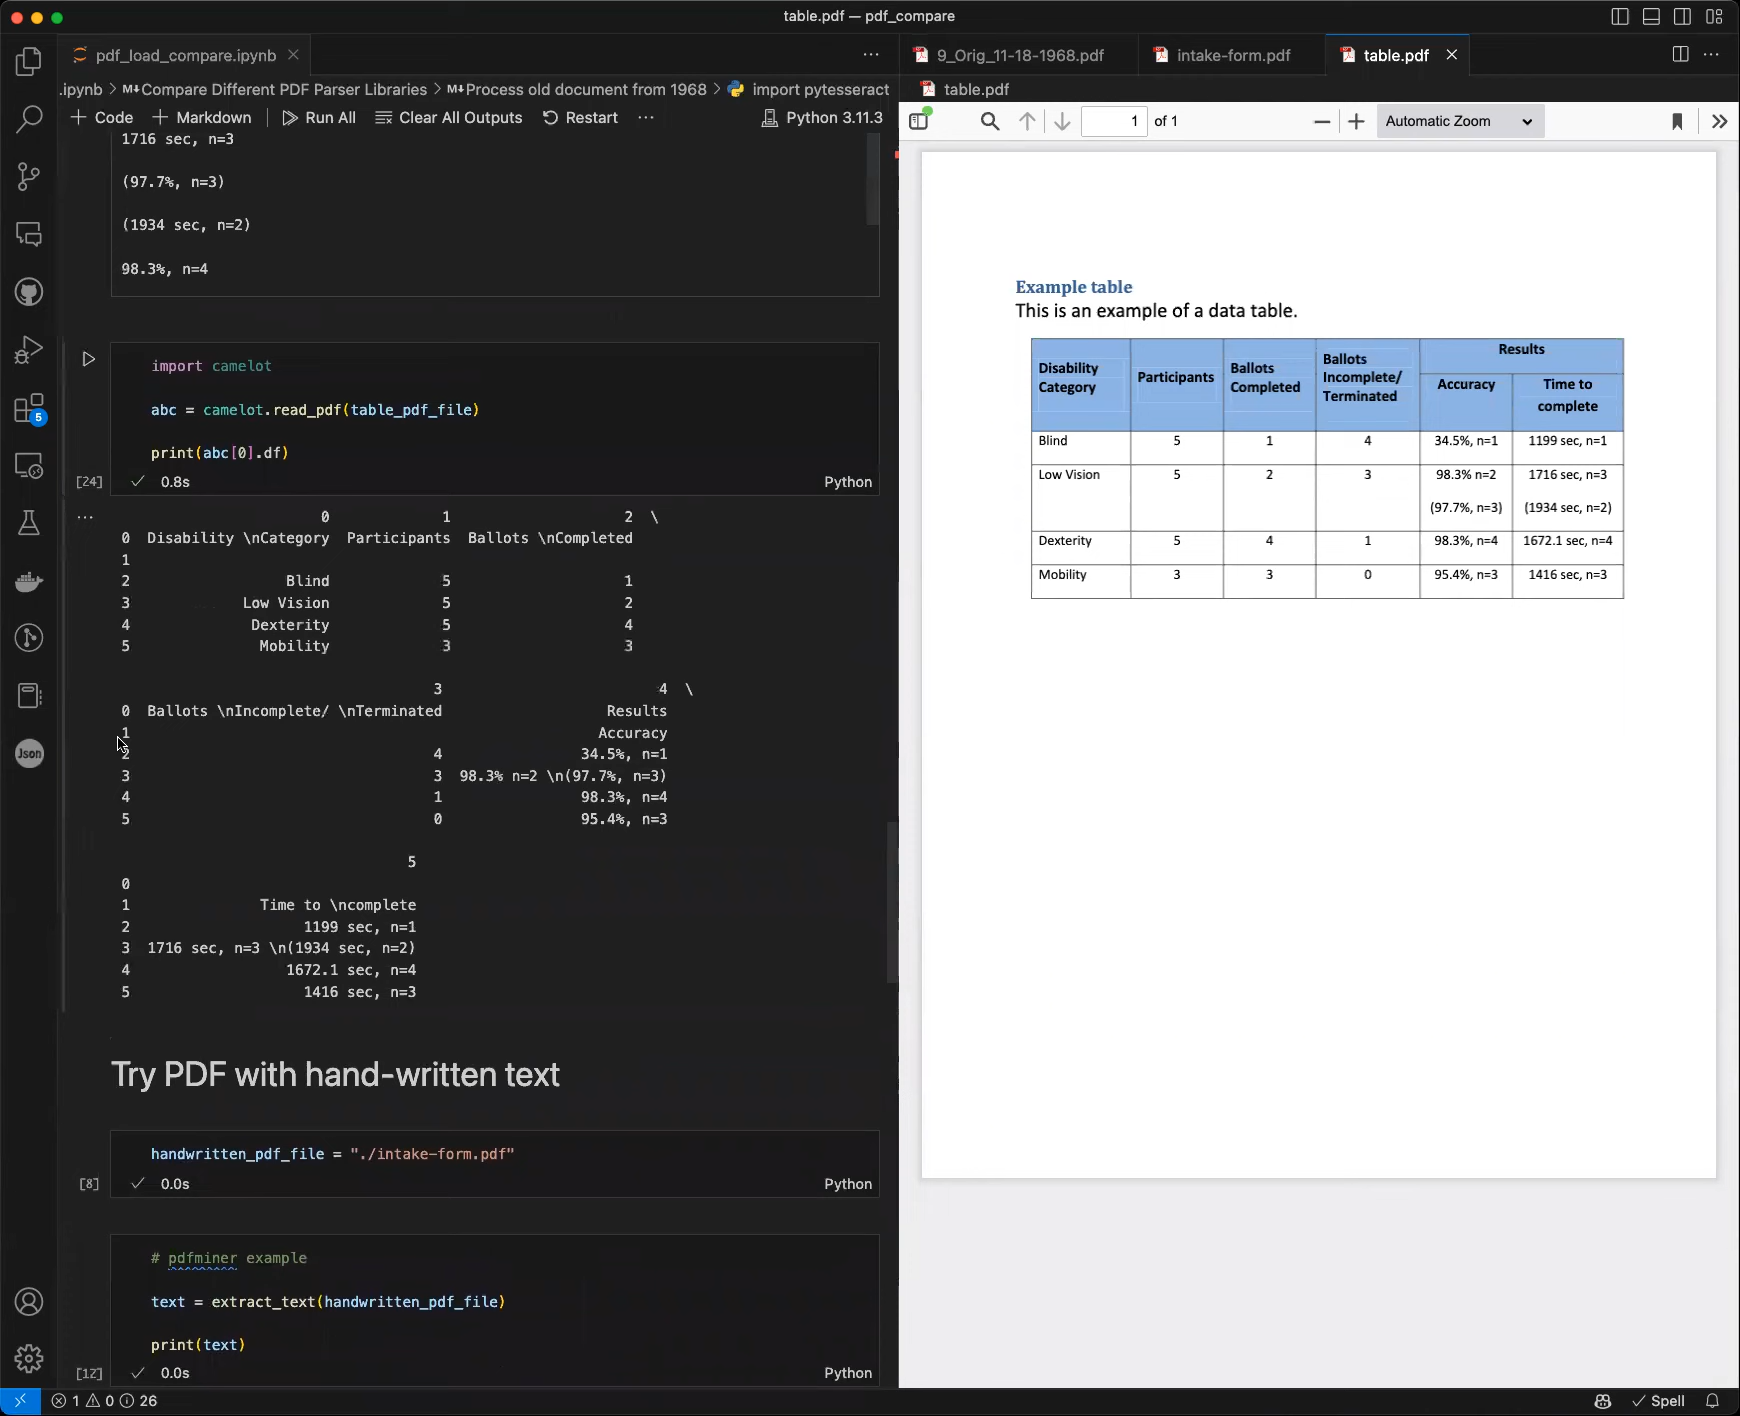 table.pdf — pdf_compare
pdf_load_compare.ipynb
.ipynb > M↓Compare Different PDF Parser Libraries > M↓Process old document from 1968 > import pytesseract
+ Code + Markdown Run All Clear All Outputs Restart ... Python 3.11.3
1716 sec, n=3
(97.7%, n=3)
(1934 sec, n=2)
98.3%, n=4
import camelot
abc = camelot.read_pdf(table_pdf_file)
print(abc[0].df)
[24] ✓ 0.8s Python
0 1 2 \
0 Disability \nCategory Participants Ballots \nCompleted
1
2 Blind 5 1
3 Low Vision 5 2
4 Dexterity 5 4
5 Mobility 3 3
3 4 \
0 Ballots \nIncomplete/ \nTerminated Results
1 Accuracy
2 4 34.5%, n=1
3 3 98.3% n=2 \n(97.7%, n=3)
4 1 98.3%, n=4
5 0 95.4%, n=3
5
0
1 Time to \ncomplete
2 1199 sec, n=1
3 1716 sec, n=3 \n(1934 sec, n=2)
4 1672.1 sec, n=4
5 1416 sec, n=3
Try PDF with hand-written text
handwritten_pdf_file = "./intake-form.pdf"
[8] ✓ 0.0s Python
# pdfminer example
text = extract_text(handwritten_pdf_file)
print(text)
[12] ✓ 0.0s Python
5
Json
1 0 26
Spell
9_Orig_11-18-1968.pdf intake-form.pdf table.pdf
table.pdf
1 of 1 Automatic Zoom
Example table
This is an example of a data table.
Disability Category Participants Ballots Completed Ballots Incomplete/ Terminated Results
Accuracy Time to complete
Blind 5 1 4 34.5%, n=1 1199 sec, n=1
Low Vision 5 2 3 98.3% n=2 1716 sec, n=3
(97.7%, n=3) (1934 sec, n=2)
Dexterity 5 4 1 98.3%, n=4 1672.1 sec, n=4
Mobility 3 3 0 95.4%, n=3 1416 sec, n=3